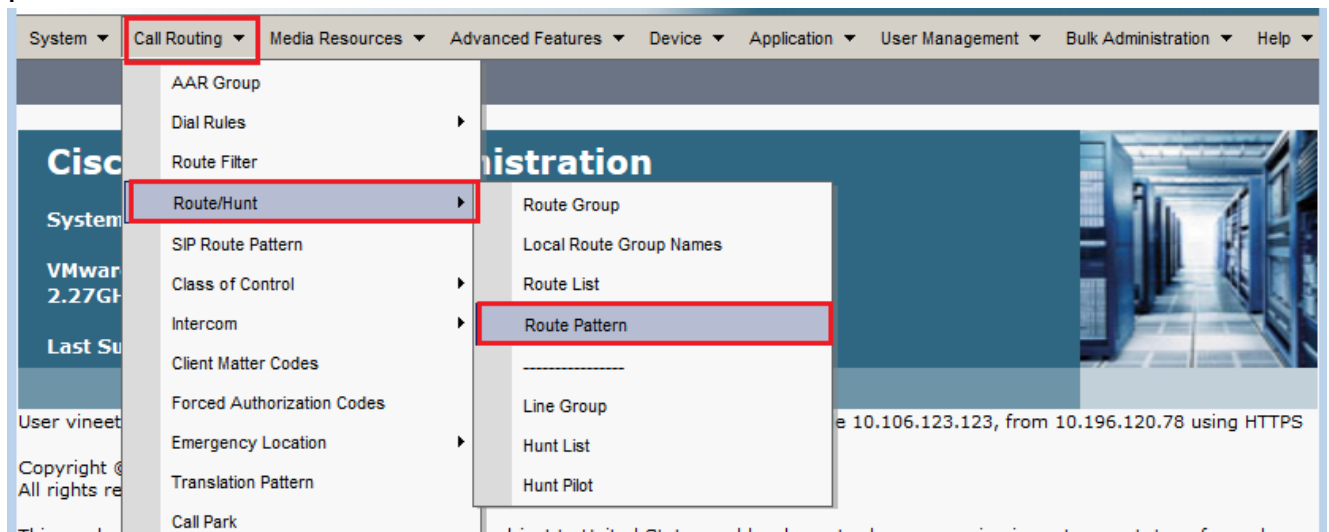 System Call Routing Media Resources Advanced Features Device Application User Management Bulk Administration Help
AAR Group
Dial Rules
Route Filter
Route/Hunt
SIP Route Pattern
Class of Control
Intercom
Client Matter Codes
Forced Authorization Codes
Emergency Location
Translation Pattern
Call Park
Route Group
Local Route Group Names
Route List
Route Pattern
----------------
Line Group
Hunt List
Hunt Pilot
Cisc nistration
System
VMwar
2.27GH
Last Su
User vineet e 10.106.123.123, from 10.196.120.78 using HTTPS
Copyright ©
All rights re